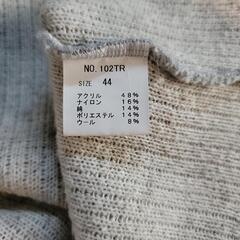 NO. 102TR
SIZE 44
アクリル 48%
ナイロン 16%
綿 14%
ポリエステル 14%
ウール 8%